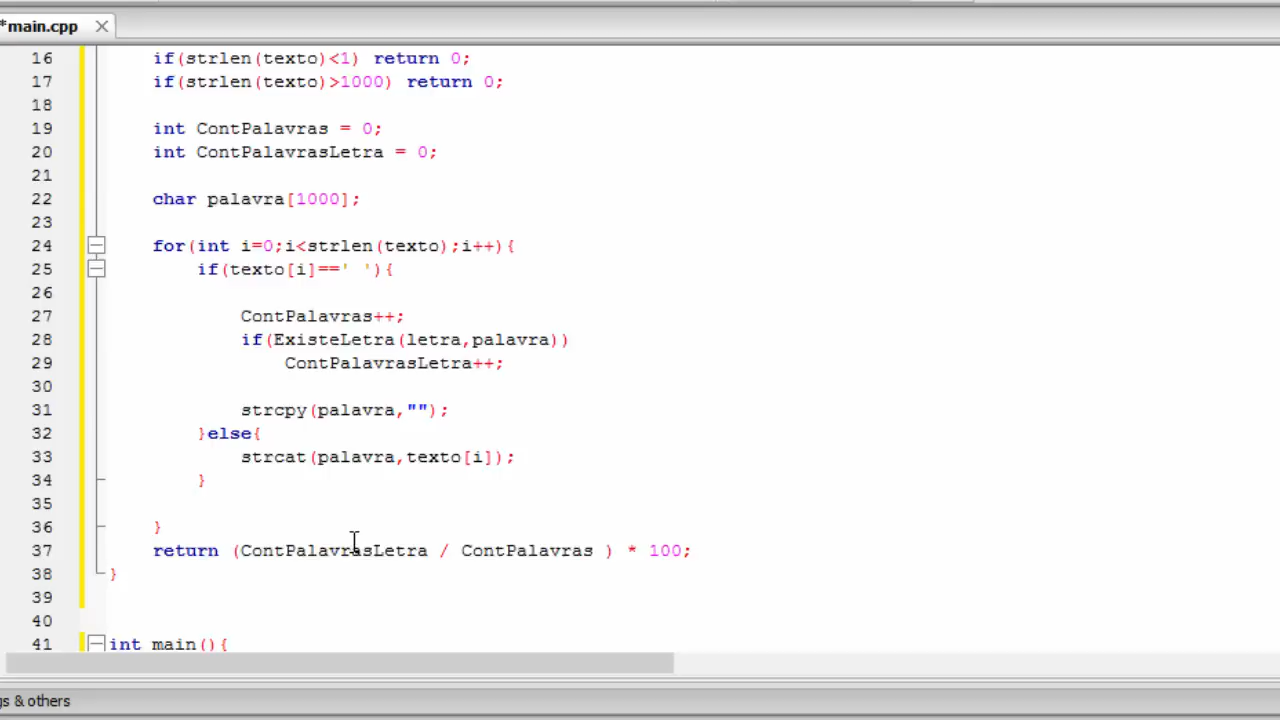 *main.cpp
16 if(strlen(texto)<1) return 0;
17 if(strlen(texto)>1000) return 0;
18
19 int ContPalavras = 0;
20 int ContPalavrasLetra = 0;
21
22 char palavra[1000];
23
24 for(int i=0;i<strlen(texto);i++){
25 if(texto[i]==' '){
26
27 ContPalavras++;
28 if(ExisteLetra(letra,palavra))
29 ContPalavrasLetra++;
30
31 strcpy(palavra,"");
32 }else{
33 strcat(palavra,texto[i]);
34 }
35
36 }
37 return (ContPalavrasLetra / ContPalavras ) * 100;
38 }
39
40
41 int main(){
gs & others